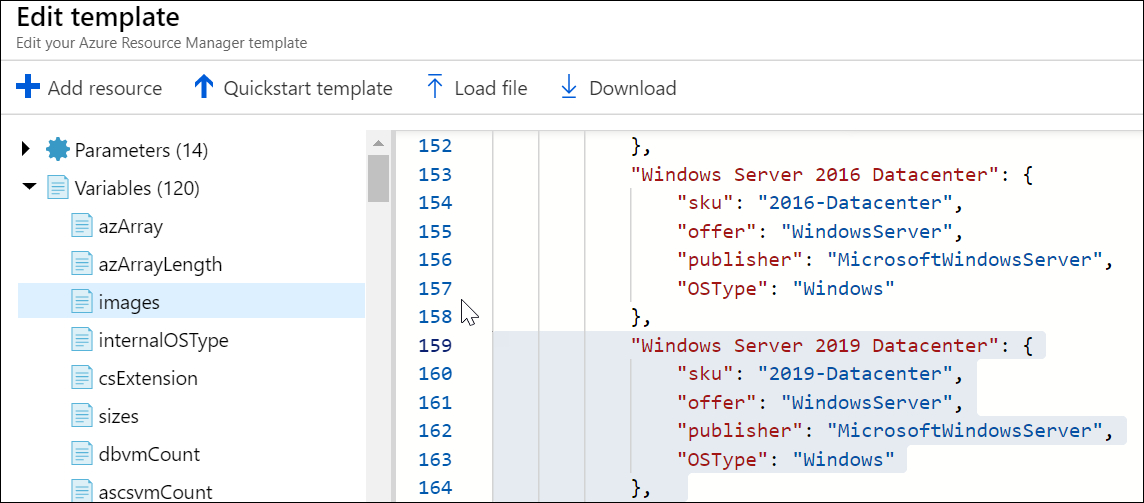 Edit template
Edit your Azure Resource Manager template
Add resource
Quickstart template
Load file
Download
Parameters (14)
Variables (120)
azArray
azArrayLength
images
internalOSType
csExtension
sizes
dbvmCount
ascsvmCount
152 },
153 "Windows Server 2016 Datacenter": {
154 "sku": "2016-Datacenter",
155 "offer": "WindowsServer",
156 "publisher": "MicrosoftWindowsServer",
157 "OSType": "Windows"
158 },
159 "Windows Server 2019 Datacenter": {
160 "sku": "2019-Datacenter",
161 "offer": "WindowsServer",
162 "publisher": "MicrosoftWindowsServer",
163 "OSType": "Windows"
164 },